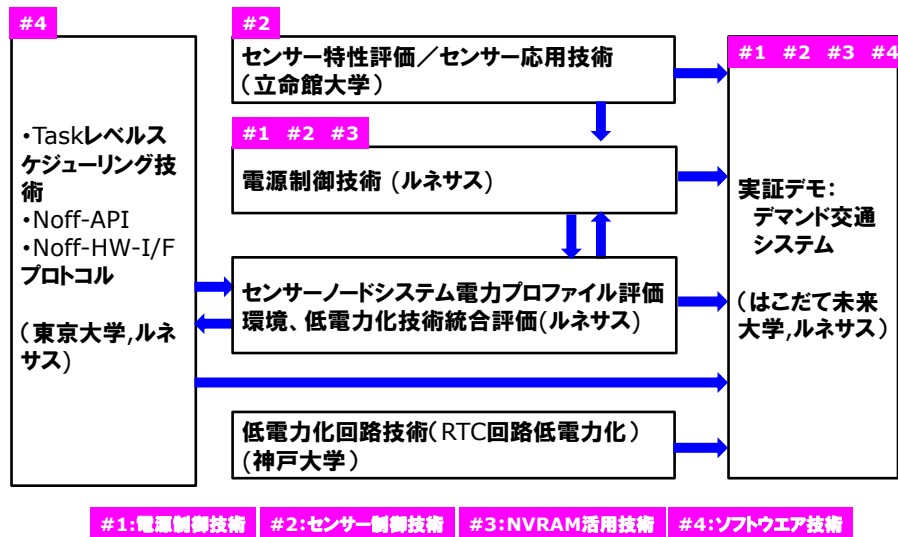 #4
・Taskレベルス
ケジューリング技
術
・Noff-API
・Noff-HW-I/F
プロトコル
(東京大学,ルネ
サス)
#2
センサー特性評価／センサー応用技術
(立命館大学)
#1 #2 #3
電源制御技術 (ルネサス)
センサーノードシステム電力プロファイル評価
環境、低電力化技術統合評価(ルネサス)
低電力化回路技術(RTC回路低電力化)
(神戸大学)
#1 #2 #3 #4
実証デモ：
デマンド交通
システム
(はこだて未来
大学,ルネサス)
#1:電源制御技術 #2:センサー制御技術 #3:NVRAM活用技術 #4:ソフトウエア技術